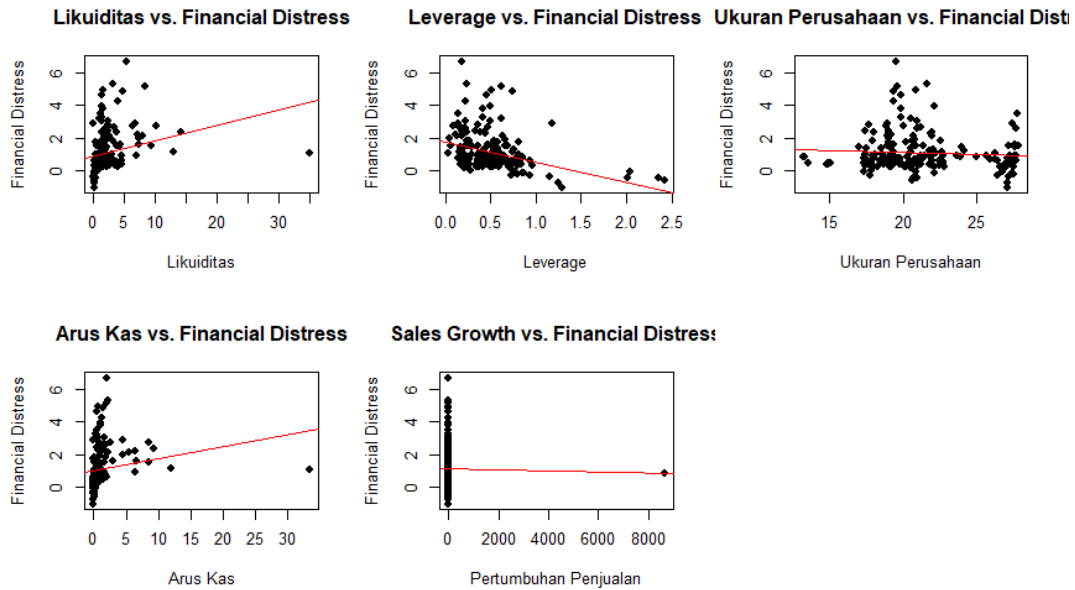 Likuiditas vs. Financial Distress
Financial Distress
0 2 4 6
0 5 10 20 30
Likuiditas
Leverage vs. Financial Distress
Financial Distress
0 2 4 6
0.0 0.5 1.0 1.5 2.0 2.5
Leverage
Ukuran Perusahaan vs. Financial Distr
Financial Distress
0 2 4 6
15 20 25
Ukuran Perusahaan
Arus Kas vs. Financial Distress
Financial Distress
0 2 4 6
0 5 10 15 20 25 30
Arus Kas
Sales Growth vs. Financial Distress
Financial Distress
0 2 4 6
0 2000 4000 6000 8000
Pertumbuhan Penjualan